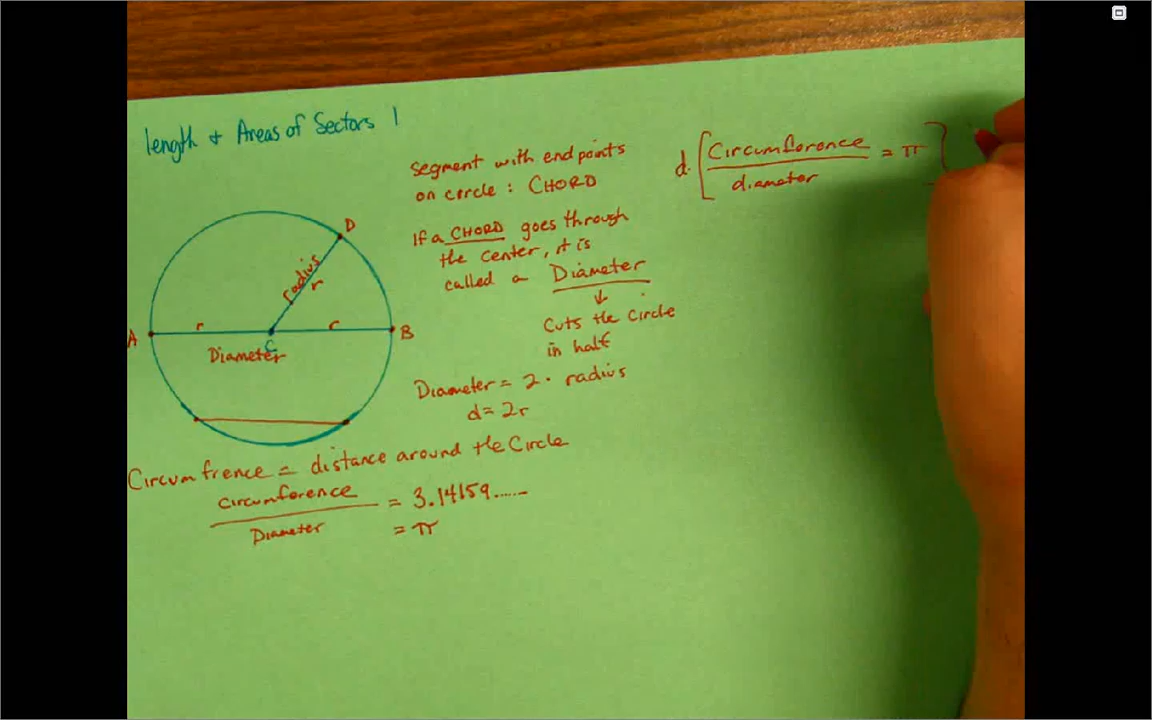 length + Areas of Sectors 1
segment with endpoints
on circle : CHORD
If a CHORD goes through
the center, it is
called a Diameter
↓
Cuts the circle
in half
Diameter = 2 · radius
d = 2r
D
radius
r
A
r
r
B
C
Diameter
Circumfrence = distance around the Circle
circumference
Diameter
= 3.14159......
= π
d · [ Circumference
diameter
= π ]